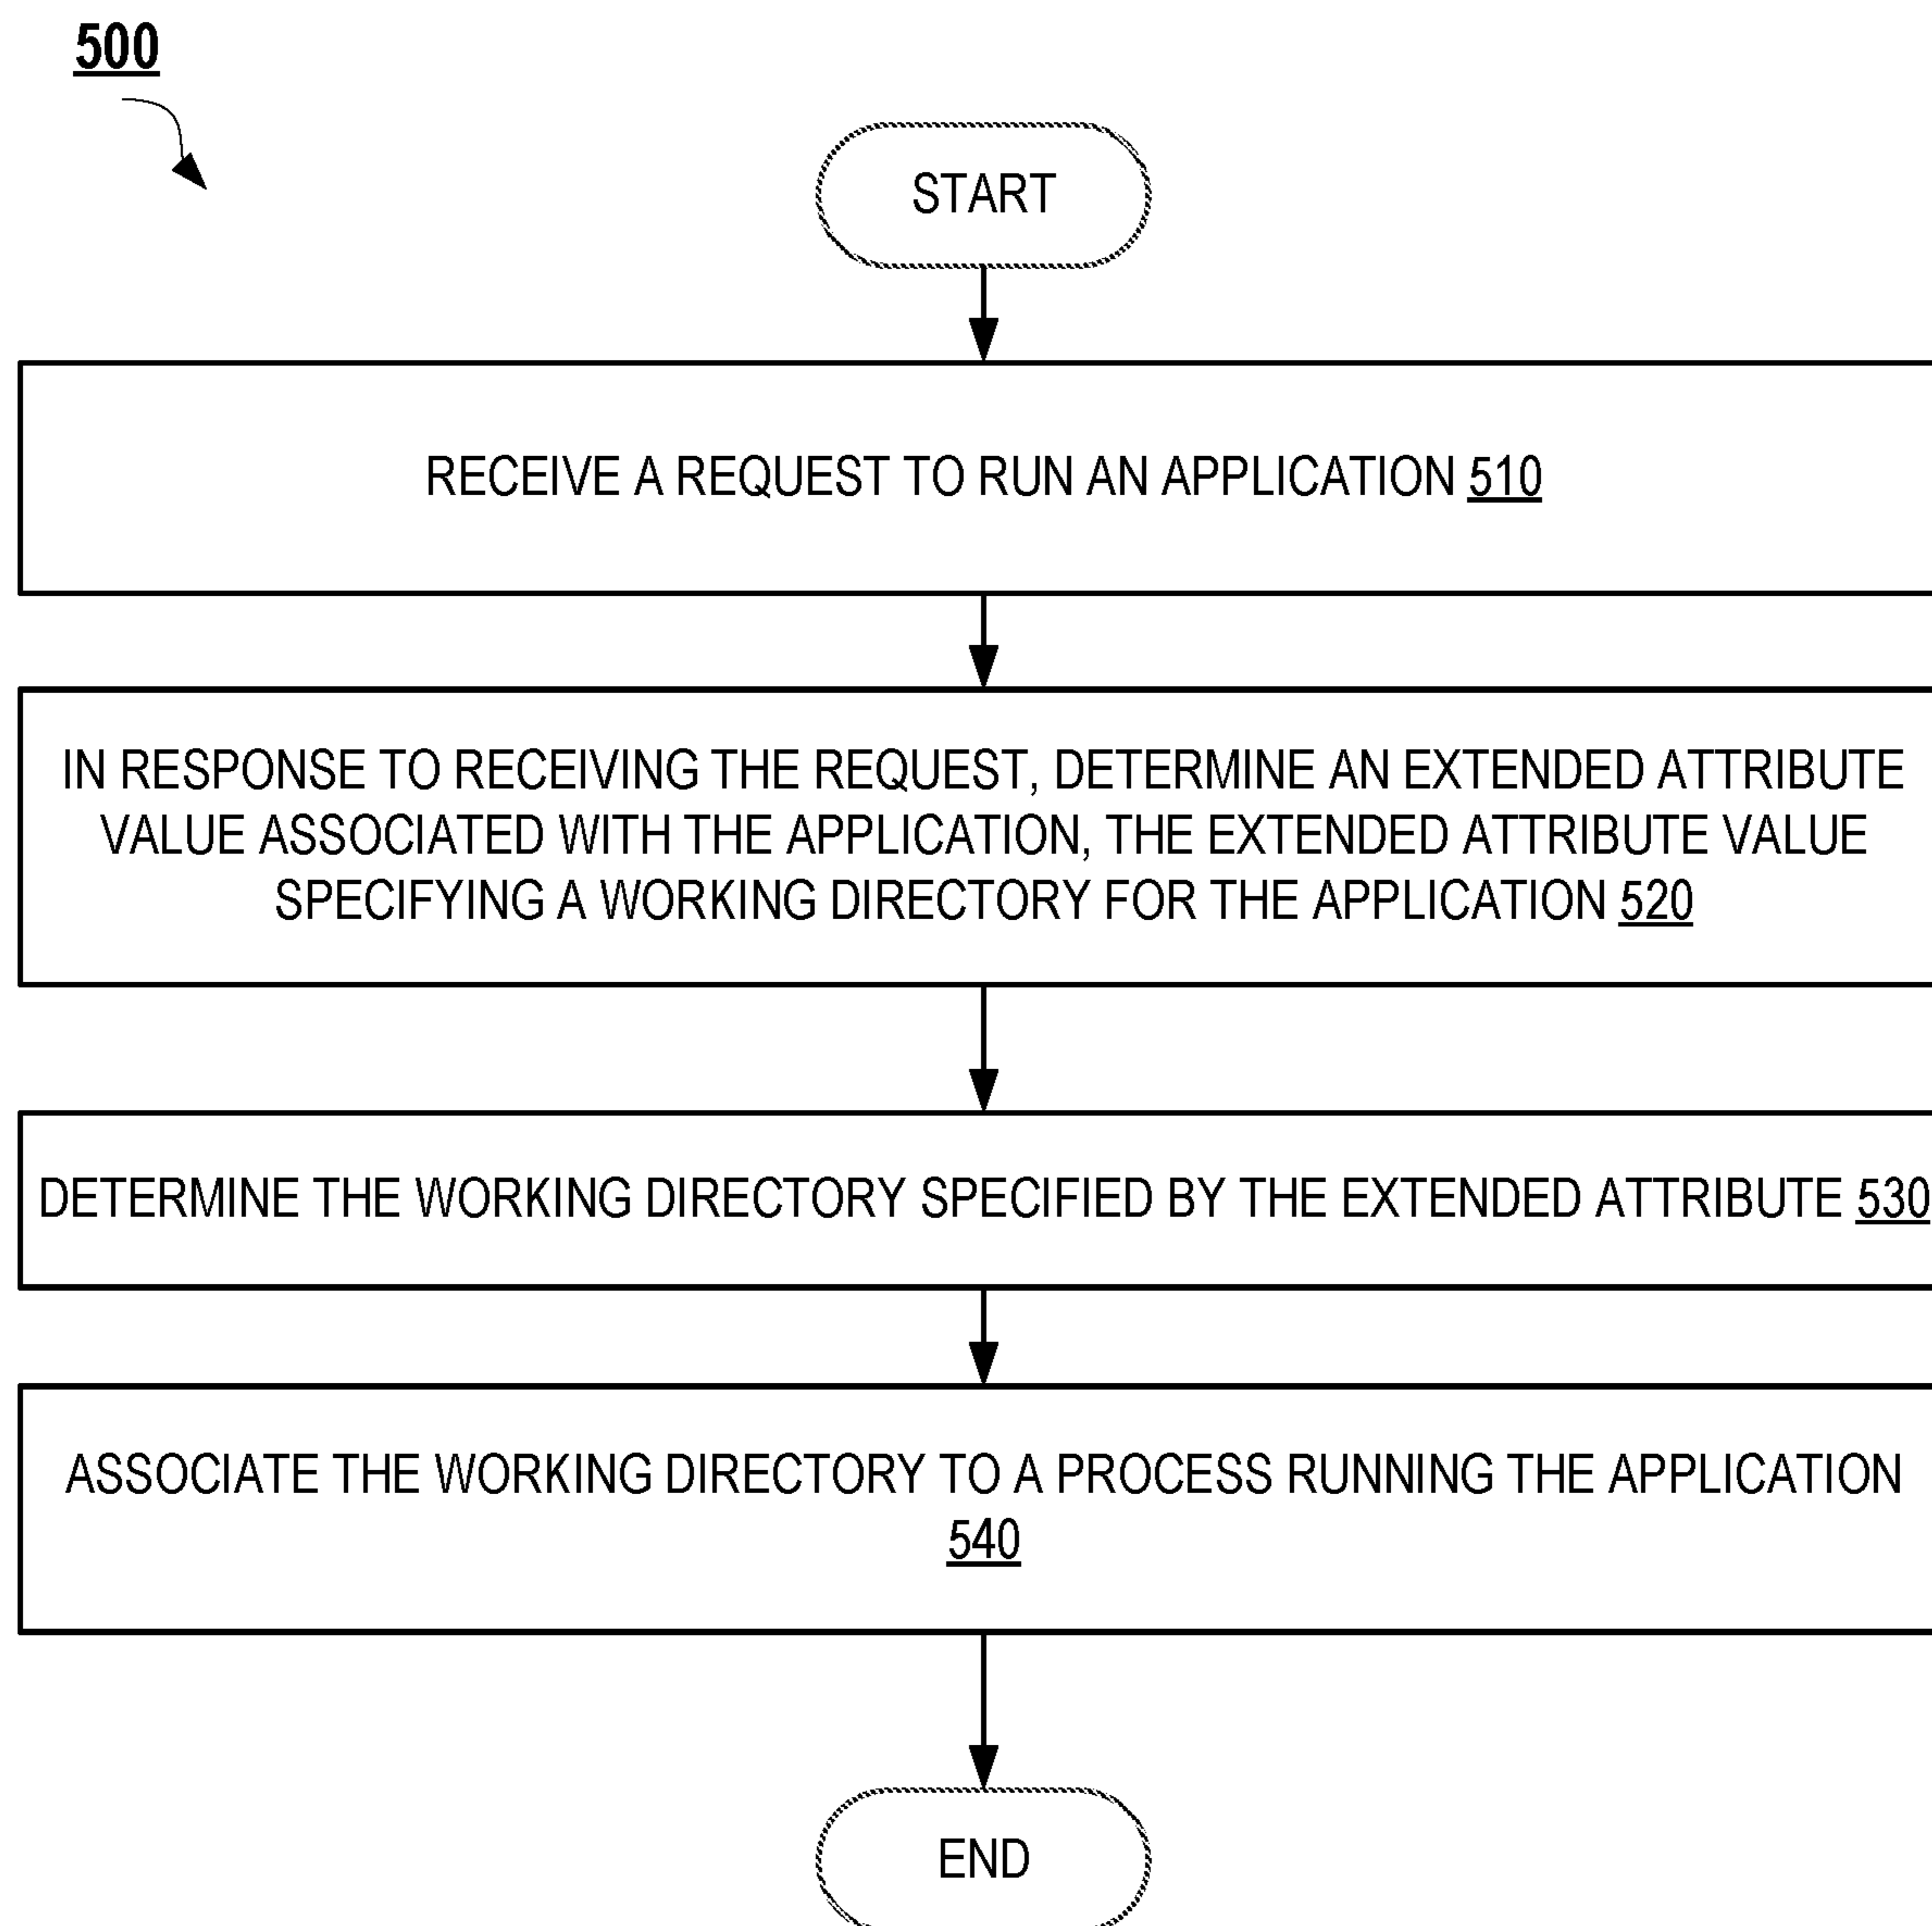 500
START
RECEIVE A REQUEST TO RUN AN APPLICATION 510
IN RESPONSE TO RECEIVING THE REQUEST, DETERMINE AN EXTENDED ATTRIBUTE
VALUE ASSOCIATED WITH THE APPLICATION, THE EXTENDED ATTRIBUTE VALUE
SPECIFYING A WORKING DIRECTORY FOR THE APPLICATION 520
DETERMINE THE WORKING DIRECTORY SPECIFIED BY THE EXTENDED ATTRIBUTE 530
ASSOCIATE THE WORKING DIRECTORY TO A PROCESS RUNNING THE APPLICATION
540
END